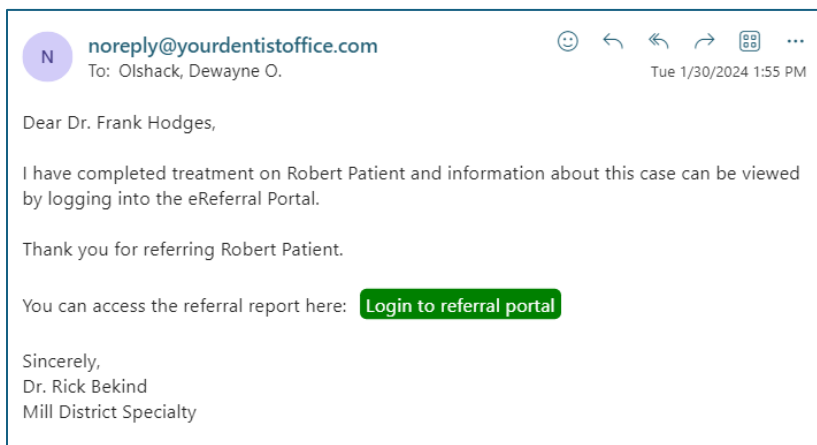 N
noreply@yourdentistoffice.com
To: Olshack, Dewayne O.
Tue 1/30/2024 1:55 PM
Dear Dr. Frank Hodges,
I have completed treatment on Robert Patient and information about this case can be viewed
by logging into the eReferral Portal.
Thank you for referring Robert Patient.
You can access the referral report here: Login to referral portal
Sincerely,
Dr. Rick Bekind
Mill District Specialty